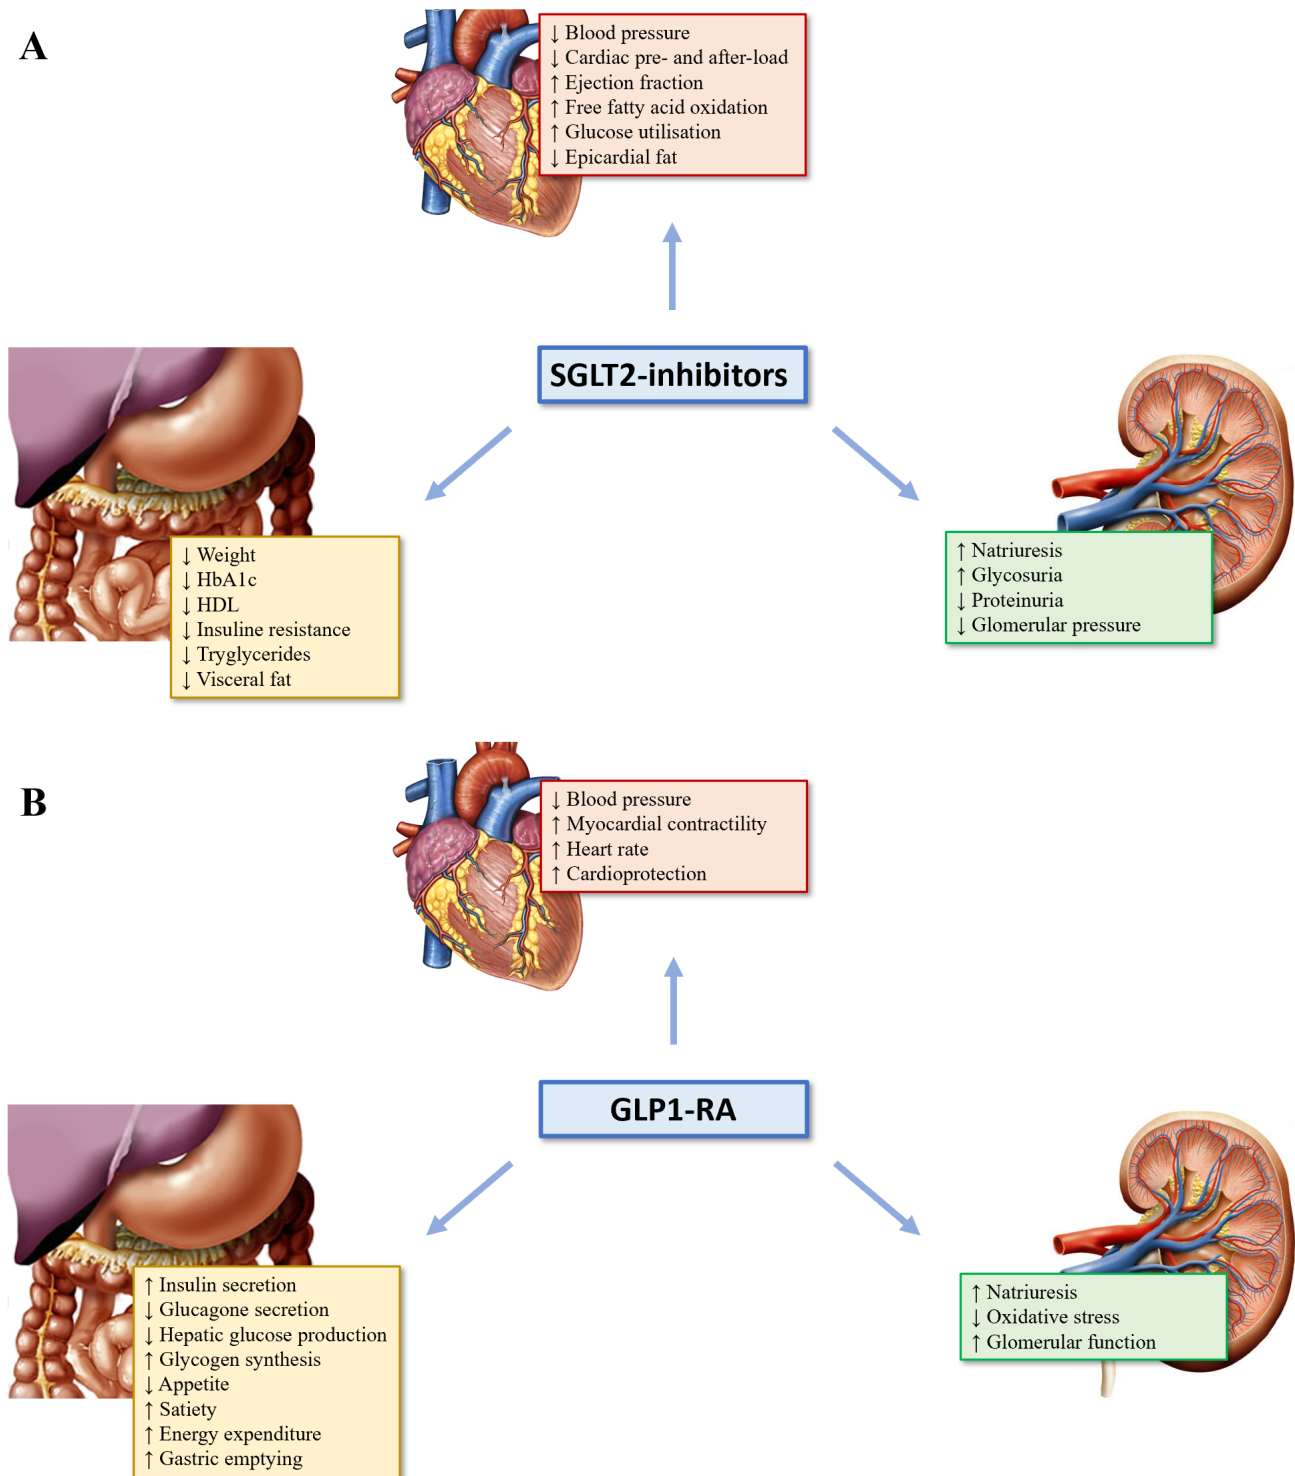 A
↓ Blood pressure
↓ Cardiac pre- and after-load
↑ Ejection fraction
↑ Free fatty acid oxidation
↑ Glucose utilisation
↓ Epicardial fat
SGLT2-inhibitors
↓ Weight
↓ HbA1c
↓ HDL
↓ Insuline resistance
↓ Tryglycerides
↓ Visceral fat
↑ Natriuresis
↑ Glycosuria
↓ Proteinuria
↓ Glomerular pressure
B
↓ Blood pressure
↑ Myocardial contractility
↑ Heart rate
↑ Cardioprotection
GLP1-RA
↑ Insulin secretion
↓ Glucagone secretion
↓ Hepatic glucose production
↑ Glycogen synthesis
↓ Appetite
↑ Satiety
↑ Energy expenditure
↑ Gastric emptying
↑ Natriuresis
↓ Oxidative stress
↑ Glomerular function